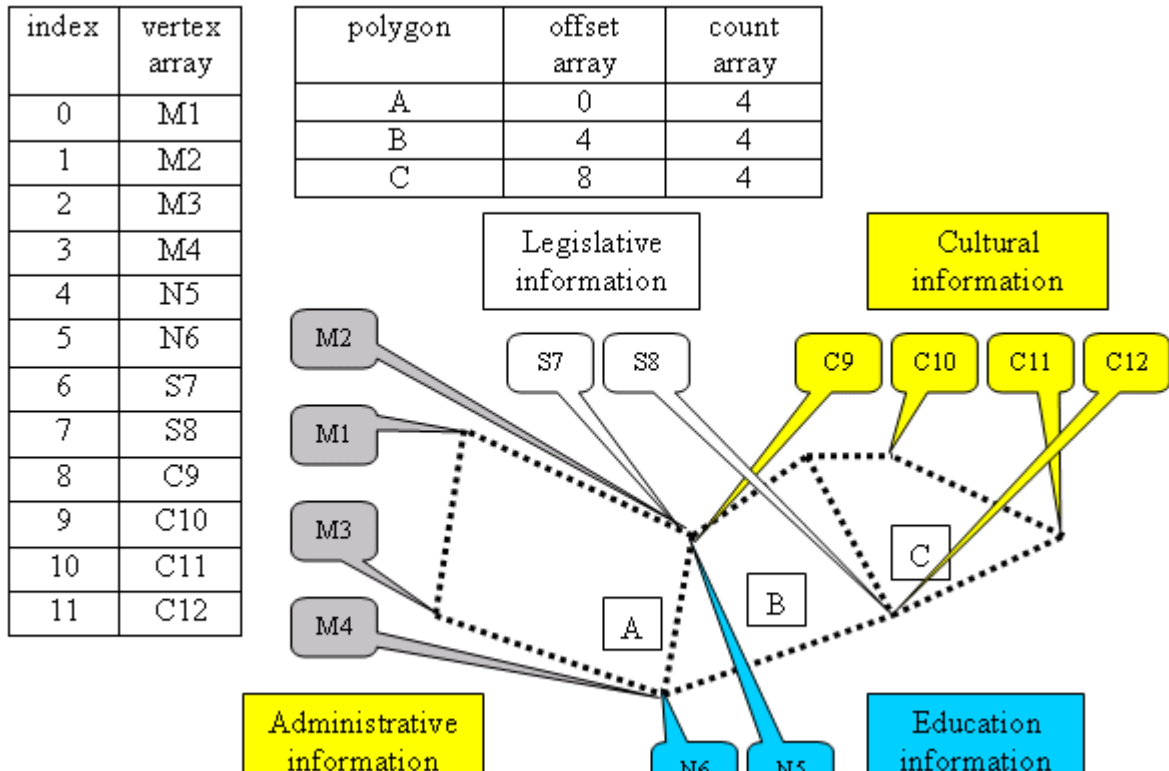 index vertex array
0 M1
1 M2
2 M3
3 M4
4 N5
5 N6
6 S7
7 S8
8 C9
9 C10
10 C11
11 C12
polygon offset array count array
A 0 4
B 4 4
C 8 4
Legislative
information
Cultural
information
M2
S7
S8
C9
C10
C11
C12
M1
M3
C
B
A
M4
Administrative
information
Education
information
N6
N5